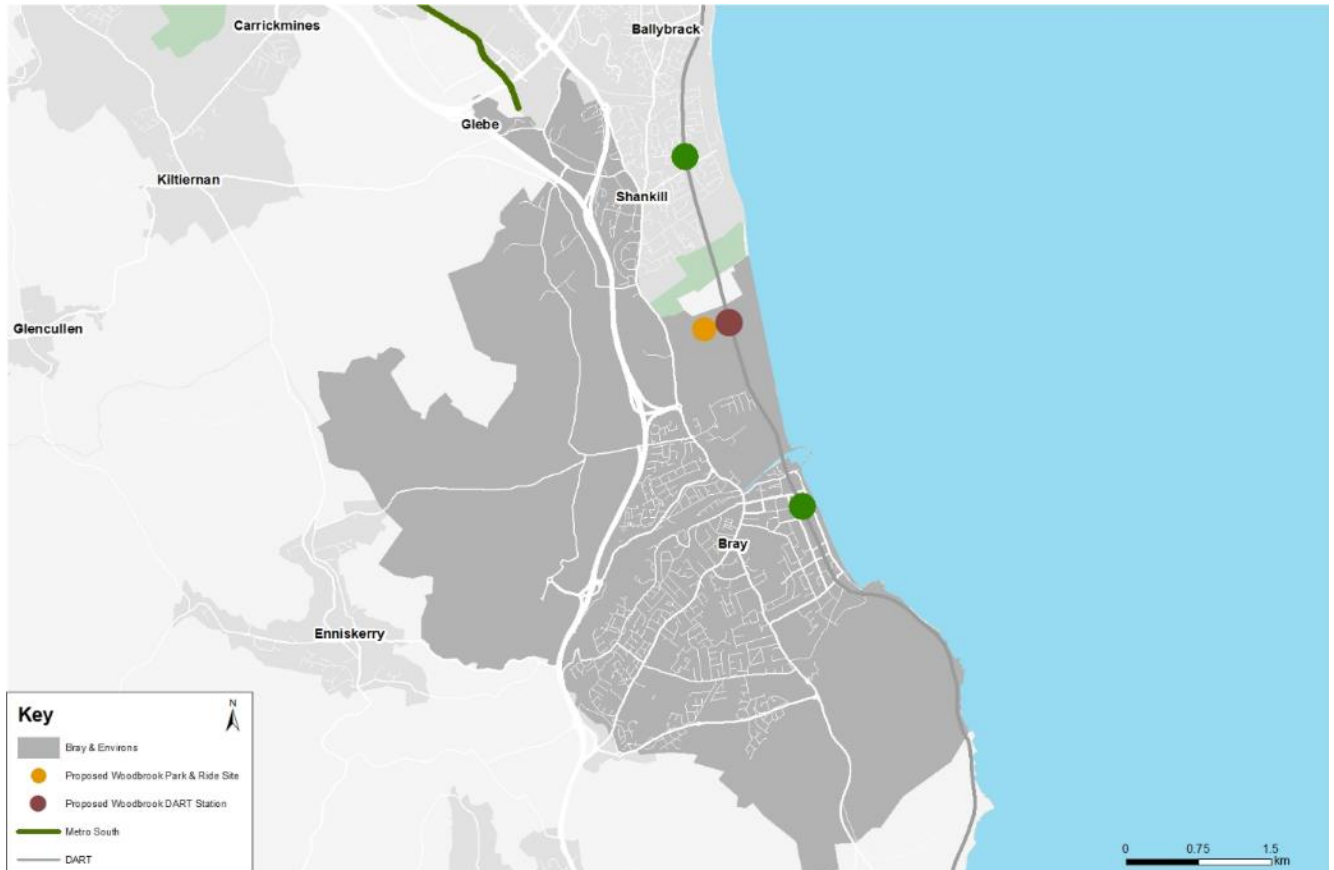 Carrickmines
Ballybrack
Glebe
Kiltiernan
Shankill
Glencullen
Bray
Enniskerry
Key
N
Bray & Environs
Proposed Woodbrook Park & Ride Site
Proposed Woodbrook DART Station
Metro South
DART
0 0.75 1.5
km